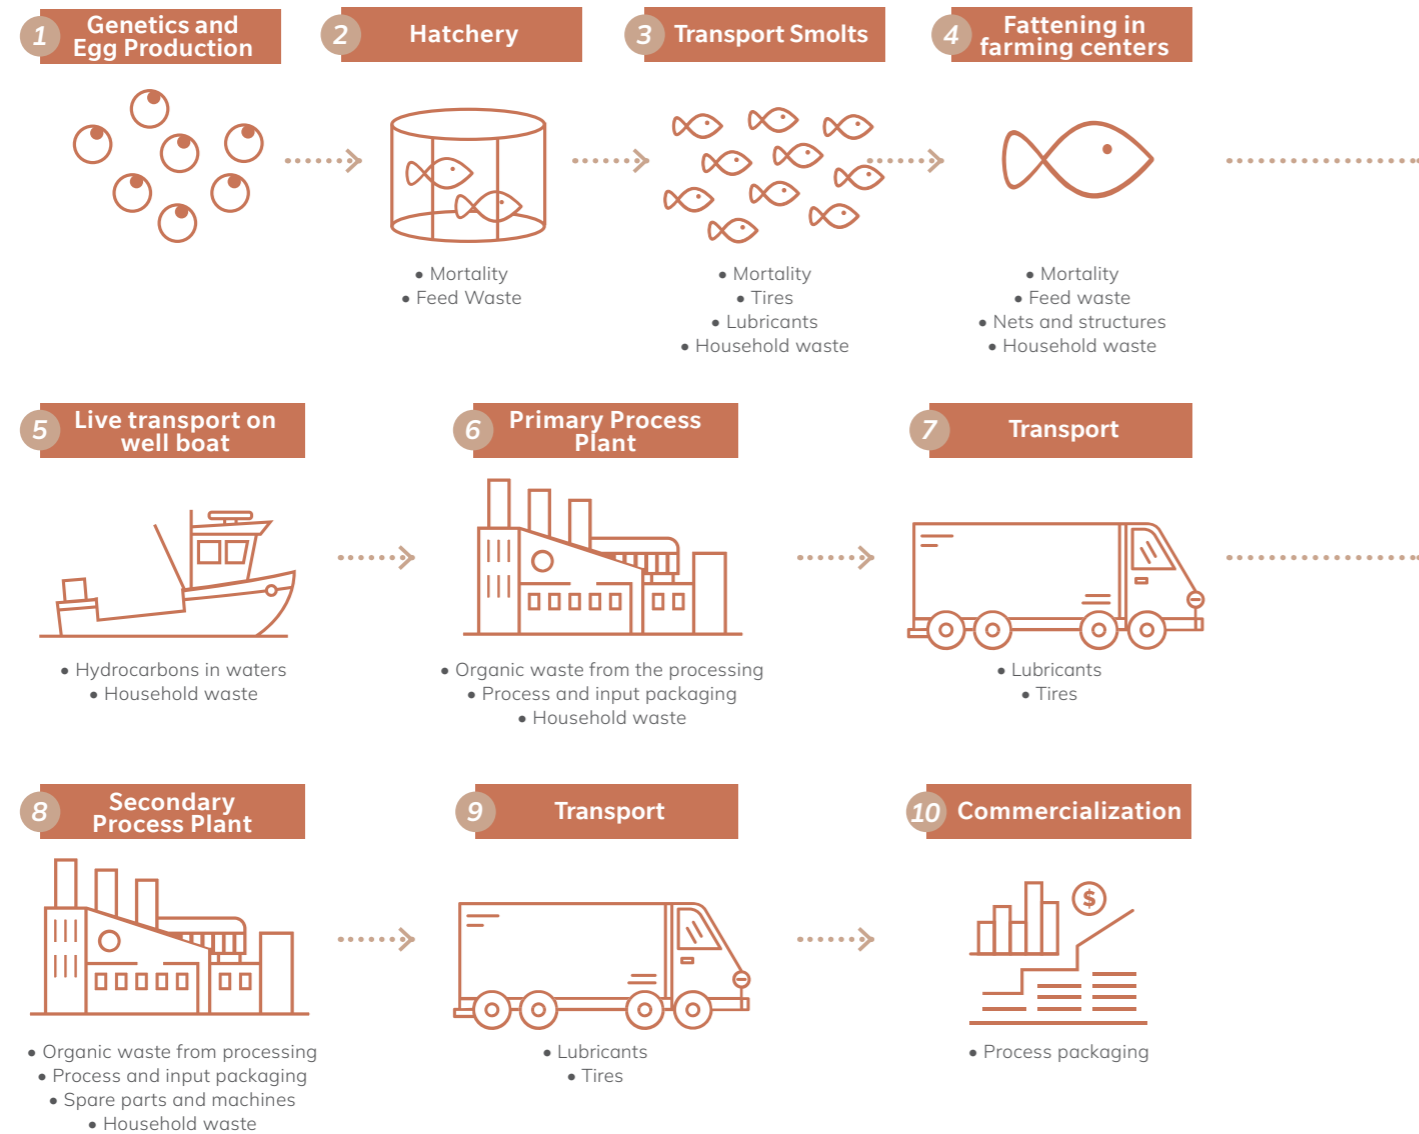 1
Genetics and
Egg Production
2
Hatchery
3
Transport Smolts
4
Fattening in
farming centers
• Mortality
• Feed Waste
• Mortality
• Tires
• Lubricants
• Household waste
• Mortality
• Feed waste
• Nets and structures
• Household waste
5
Live transport on
well boat
6
Primary Process
Plant
7
Transport
• Hydrocarbons in waters
• Household waste
• Organic waste from the processing
• Process and input packaging
• Household waste
• Lubricants
• Tires
8
Secondary
Process Plant
9
Transport
10
Commercialization
$
• Organic waste from processing
• Process and input packaging
• Spare parts and machines
• Household waste
• Lubricants
• Tires
• Process packaging